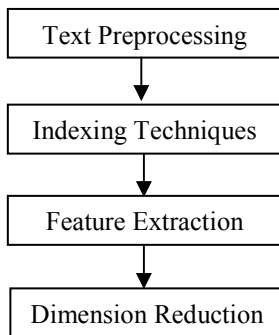 Text Preprocessing
Indexing Techniques
Feature Extraction
Dimension Reduction